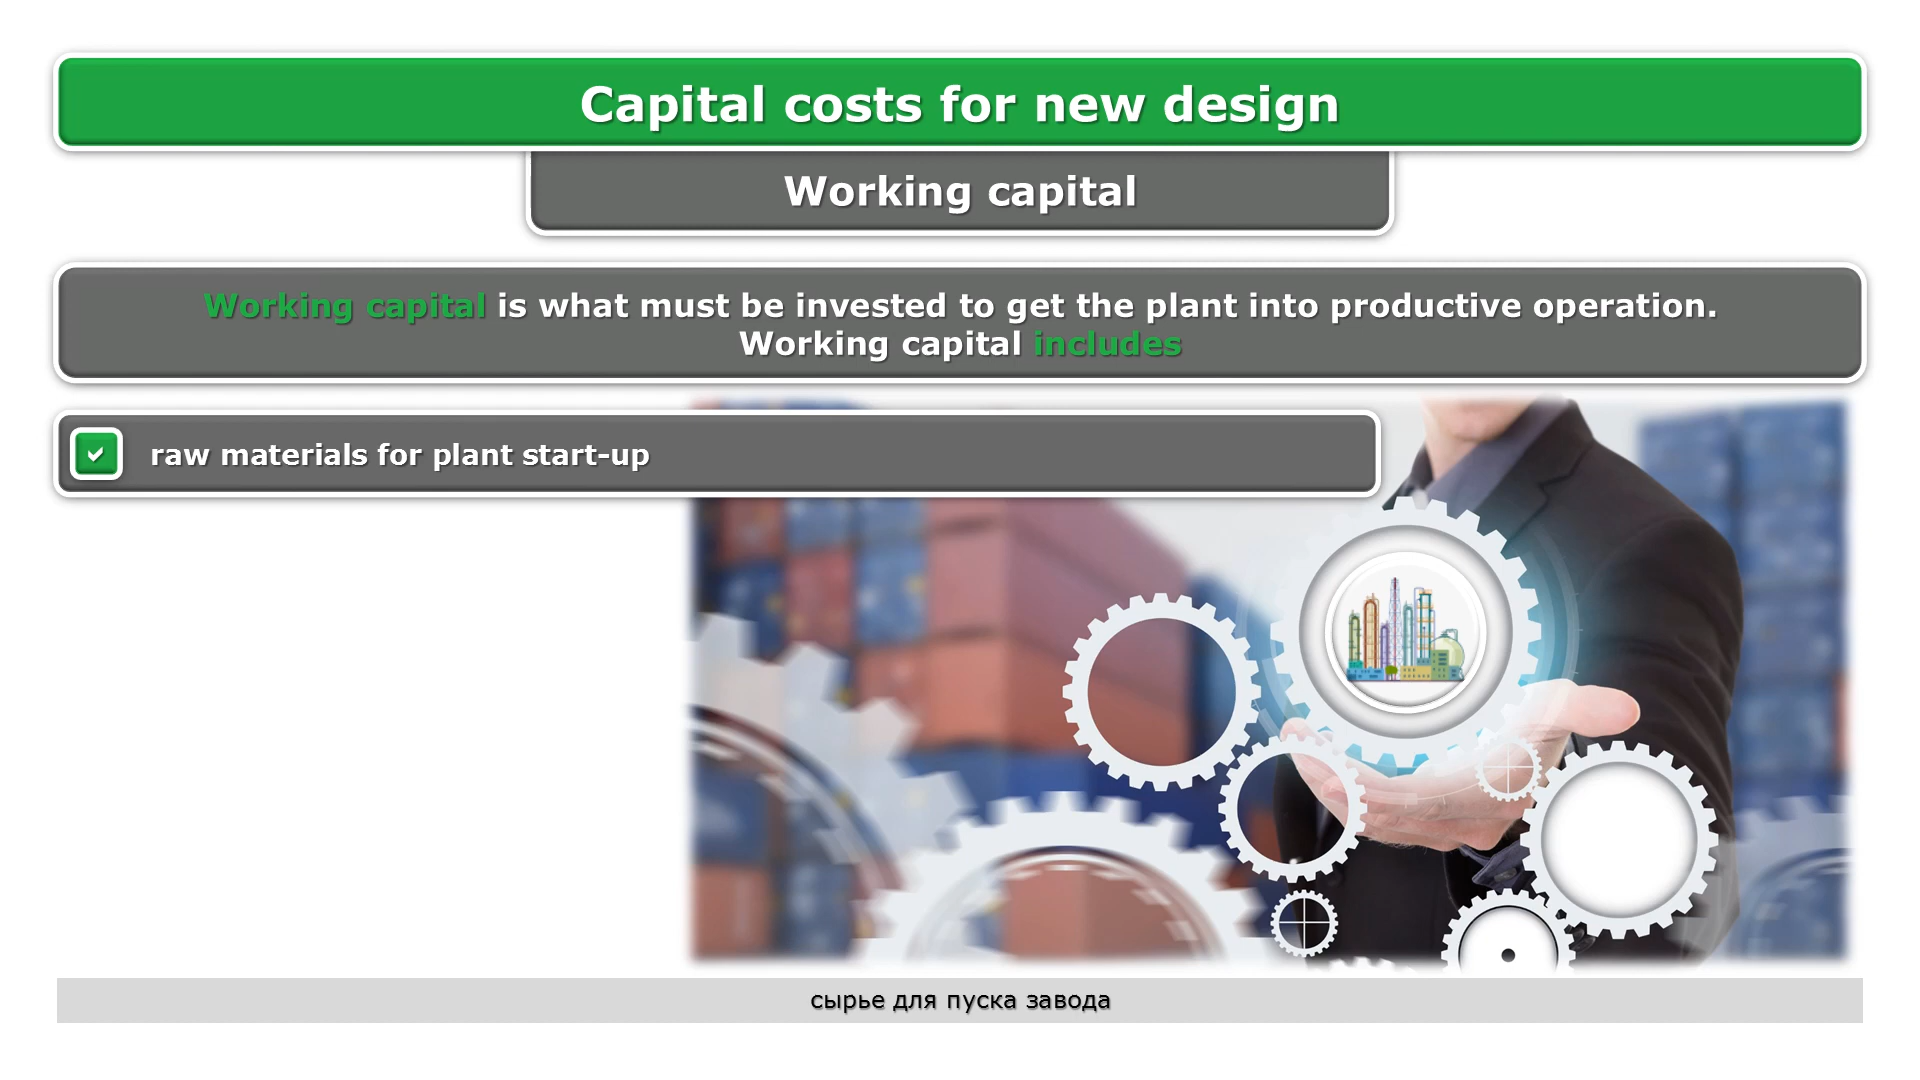 Capital costs for new design
Working capital
Working capital is what must be invested to get the plant into productive operation.
Working capital includes
raw materials for plant start-up
сырье для пуска завода